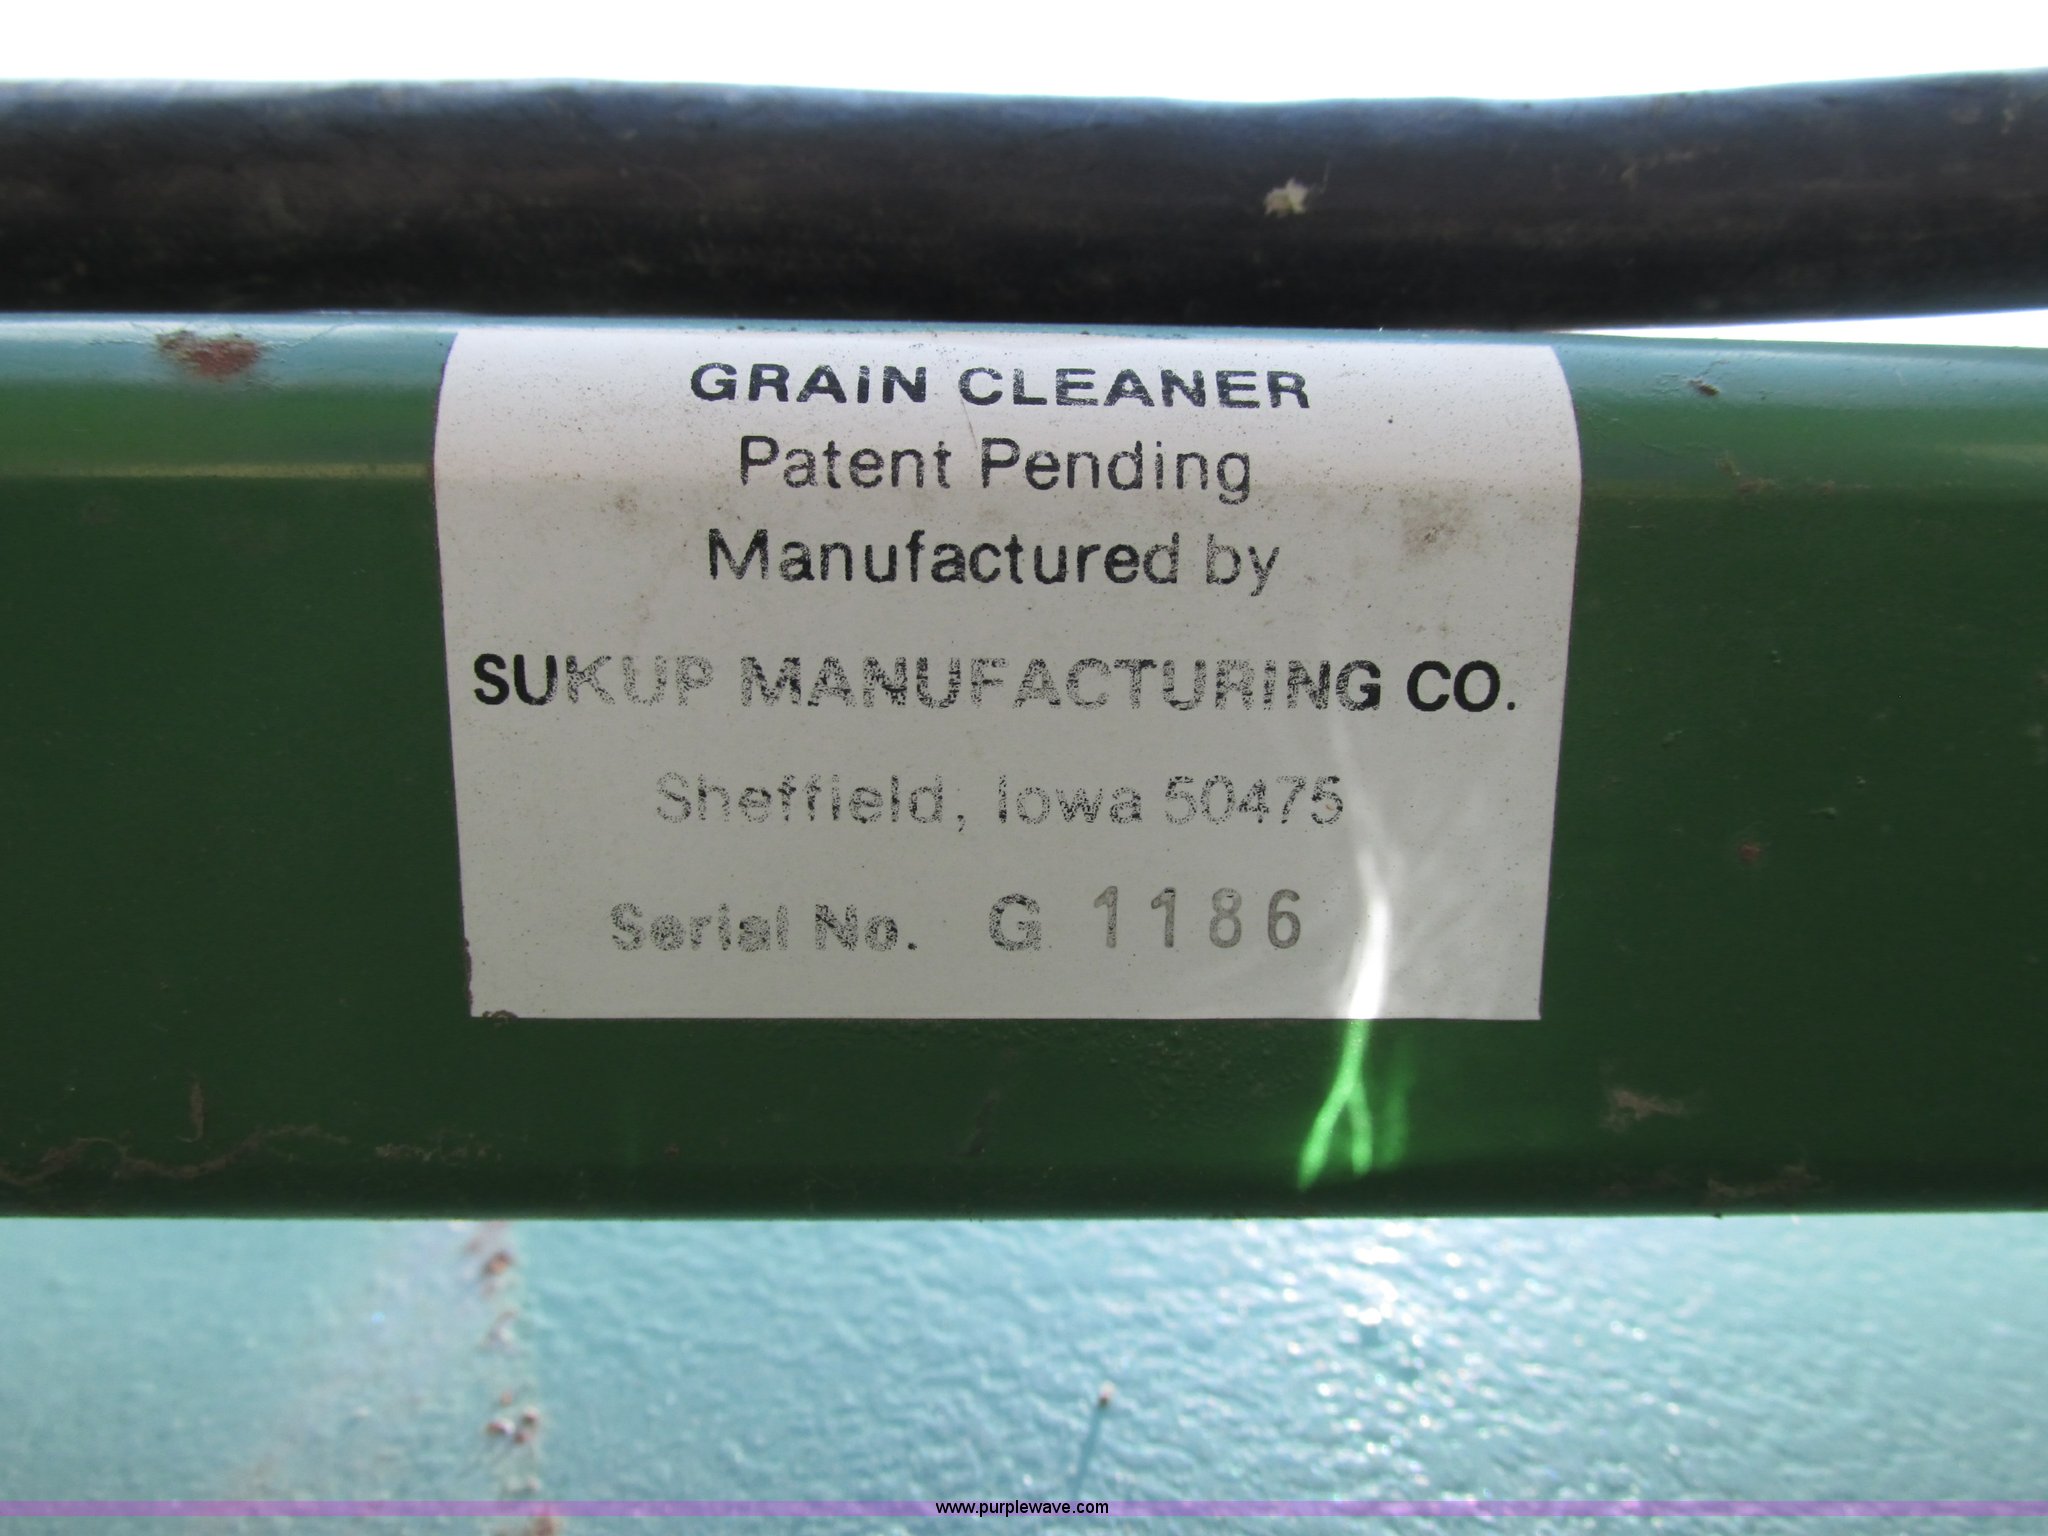 GRAIN CLEANER
Patent Pending
Manufactured by
SUKUP MANUFACTURING CO.
Sheffield, Iowa 50475
Serial No. G 1186
www.purplewave.com